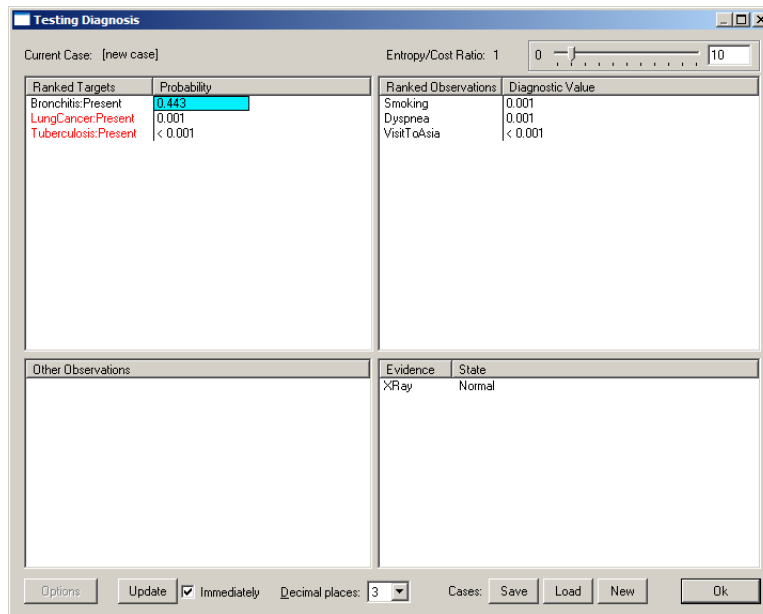 Testing Diagnosis
Current Case: [new case]
Entropy/Cost Ratio: 1
0
10
Ranked Targets Probability
Bronchitis:Present 0.443
LungCancer:Present 0.001
Tuberculosis:Present < 0.001
Ranked Observations Diagnostic Value
Smoking 0.001
Dyspnea 0.001
VisitToAsia < 0.001
Other Observations
Evidence State
XRay Normal
Options
Update
Immediately
Decimal places: 3
Cases: Save Load New
Ok